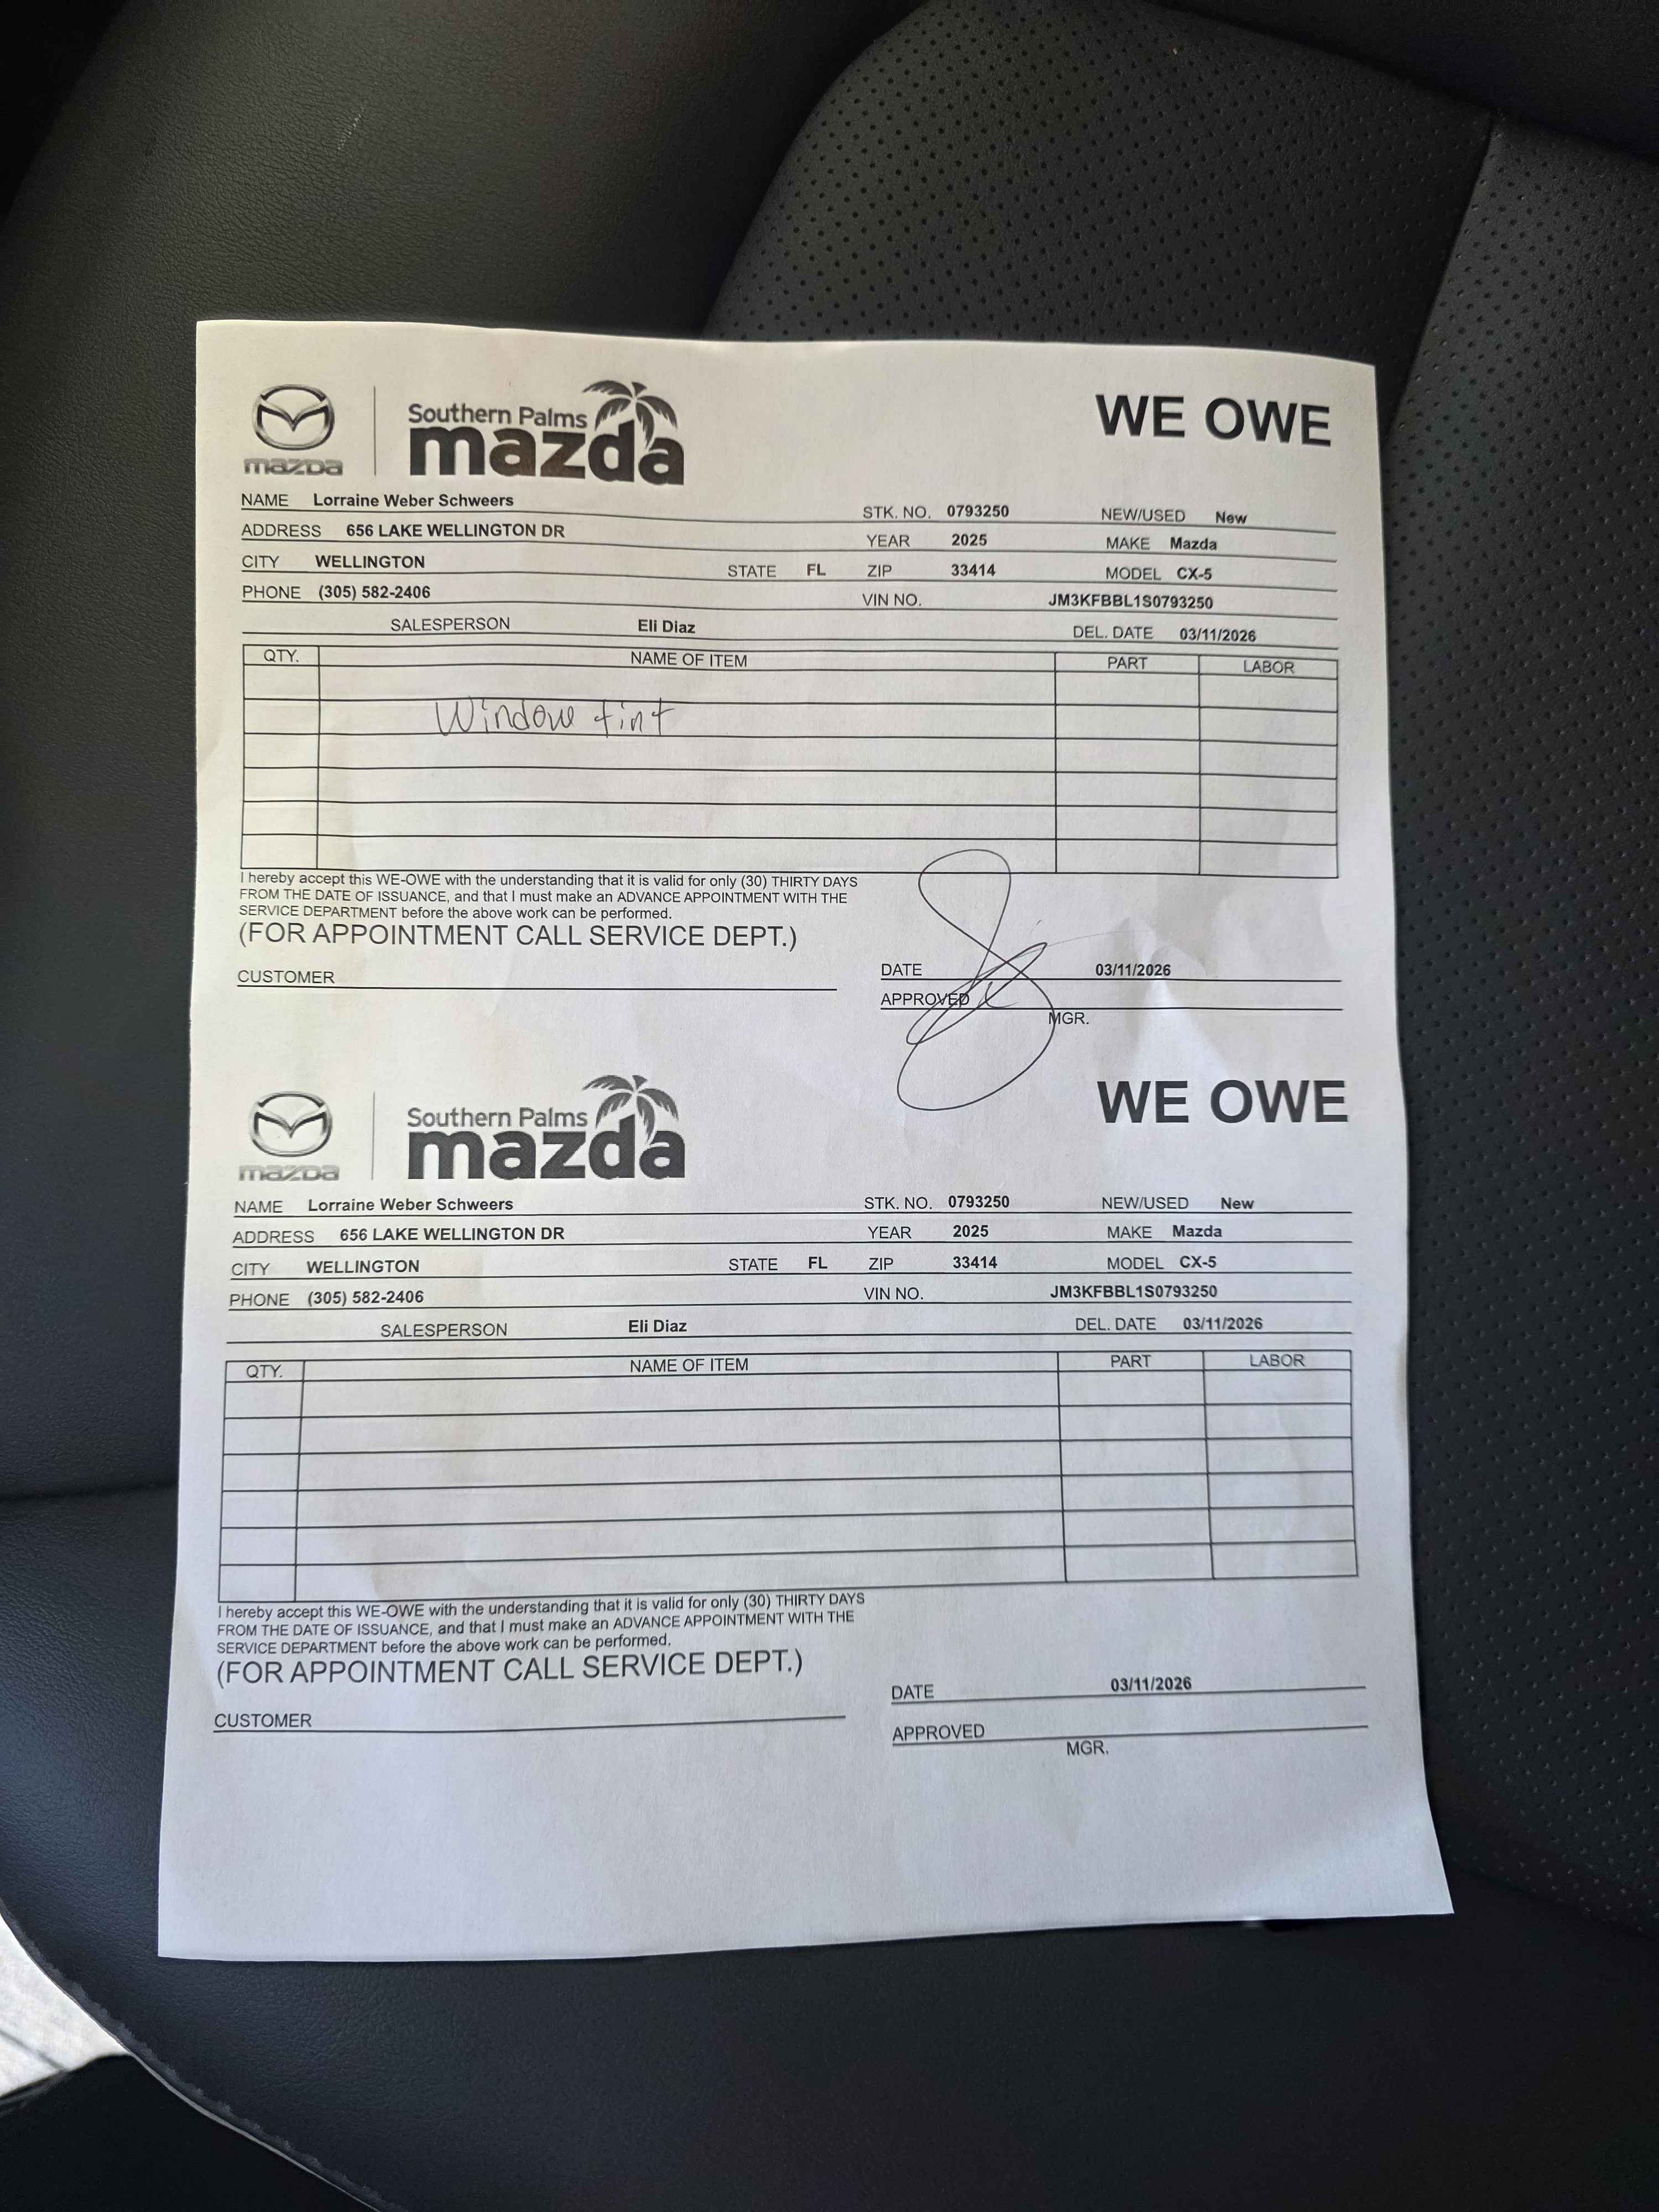 mazda
Southern Palms
mazda
WE OWE
NAME Lorraine Weber Schweers
STK. NO. 0793250 NEW/USED New
ADDRESS 656 LAKE WELLINGTON DR
YEAR 2025 MAKE Mazda
CITY WELLINGTON STATE FL ZIP 33414 MODEL CX-5
PHONE (305) 582-2406 VIN NO. JM3KFBBL1S0793250
SALESPERSON Eli Diaz DEL. DATE 03/11/2026
QTY. NAME OF ITEM PART LABOR
Window tint
I hereby accept this WE-OWE with the understanding that it is valid for only (30) THIRTY DAYS
FROM THE DATE OF ISSUANCE, and that I must make an ADVANCE APPOINTMENT WITH THE
SERVICE DEPARTMENT before the above work can be performed.
(FOR APPOINTMENT CALL SERVICE DEPT.)
CUSTOMER DATE 03/11/2026
APPROVED
MGR.
mazda
Southern Palms
mazda
WE OWE
NAME Lorraine Weber Schweers STK. NO. 0793250 NEW/USED New
ADDRESS 656 LAKE WELLINGTON DR YEAR 2025 MAKE Mazda
CITY WELLINGTON STATE FL ZIP 33414 MODEL CX-5
PHONE (305) 582-2406 VIN NO. JM3KFBBL1S0793250
SALESPERSON Eli Diaz DEL. DATE 03/11/2026
QTY. NAME OF ITEM PART LABOR
I hereby accept this WE-OWE with the understanding that it is valid for only (30) THIRTY DAYS
FROM THE DATE OF ISSUANCE, and that I must make an ADVANCE APPOINTMENT WITH THE
SERVICE DEPARTMENT before the above work can be performed.
(FOR APPOINTMENT CALL SERVICE DEPT.)
DATE 03/11/2026
CUSTOMER
APPROVED
MGR.